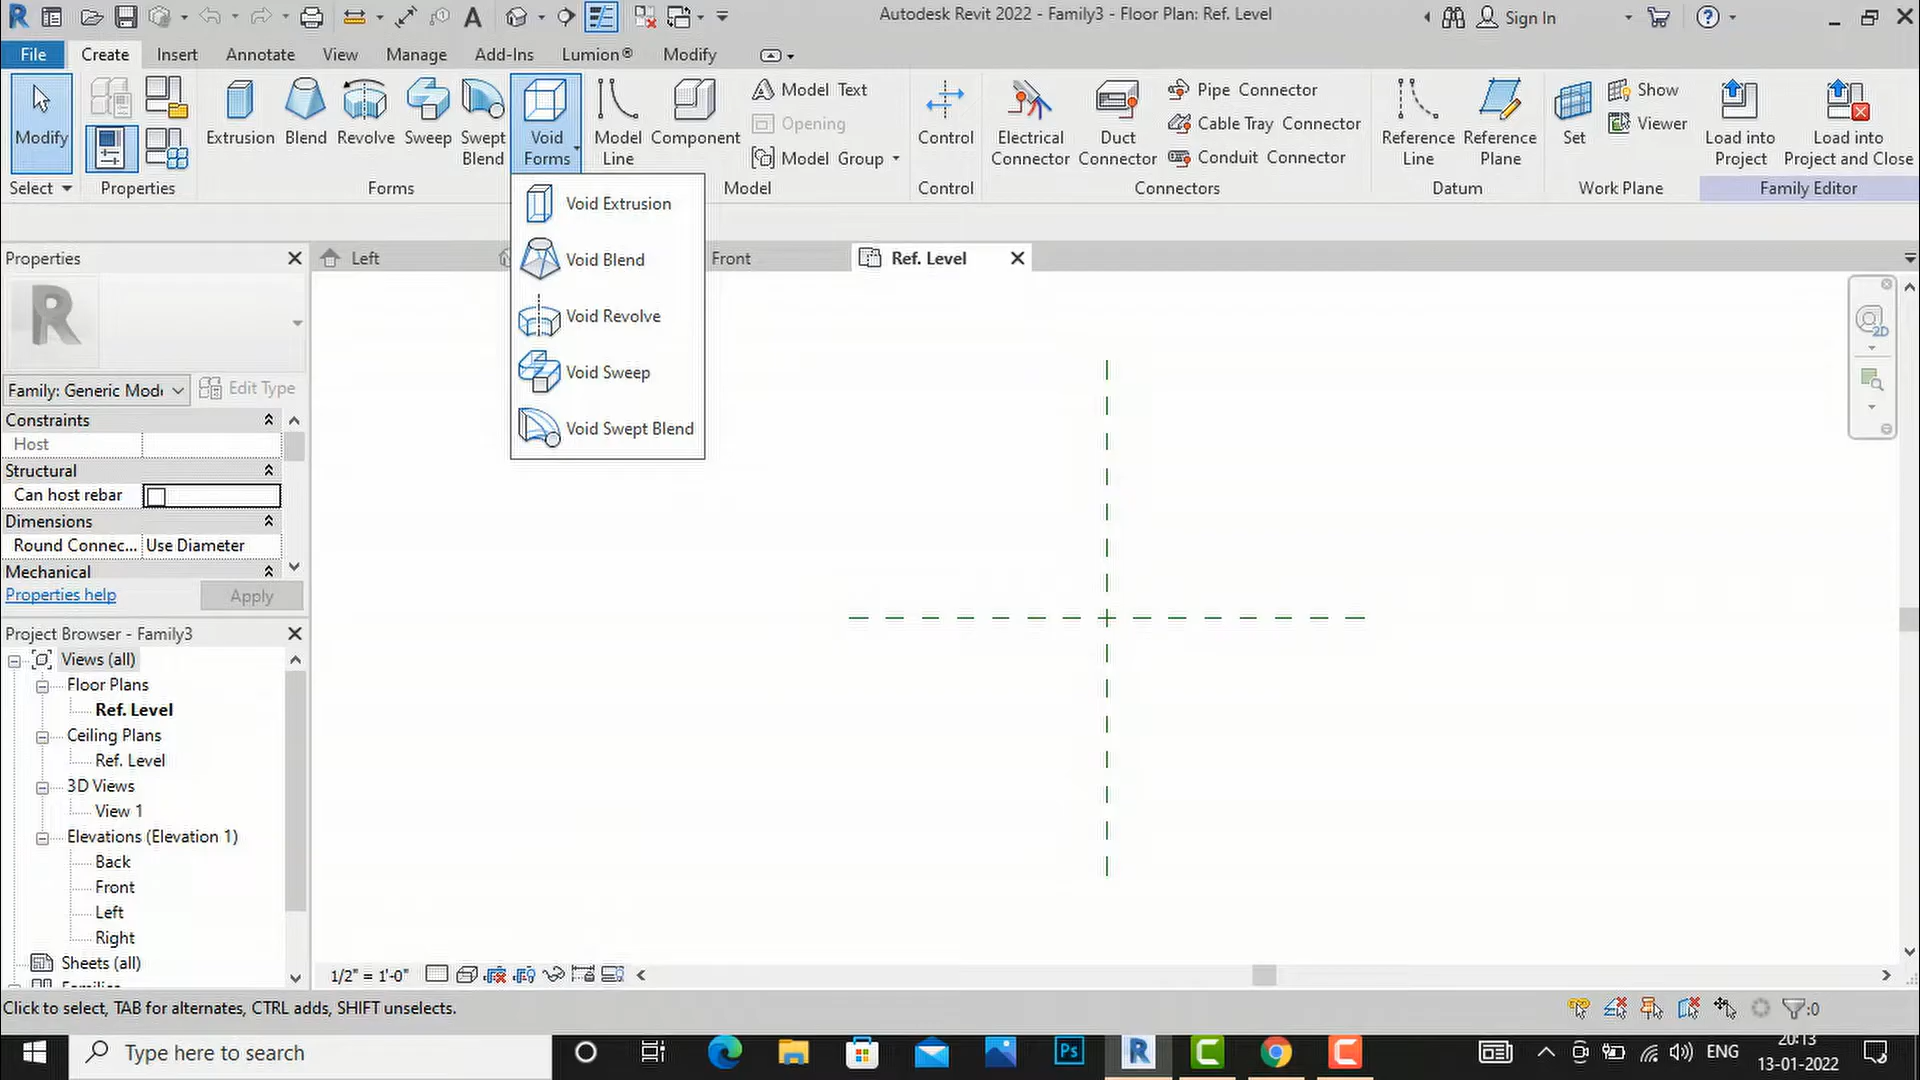 Autodesk Revit 2022 - Family3 - Floor Plan: Ref. Level
Sign In
File
Create
Insert
Annotate
View
Manage
Add-Ins
Lumion®
Modify
Modify
Extrusion
Blend
Revolve
Sweep
Swept
Blend
Void
Forms
Model
Line
Component
Model Text
Opening
Model Group
Control
Electrical
Connector
Duct
Connector
Pipe Connector
Cable Tray Connector
Conduit Connector
Reference
Line
Reference
Plane
Set
Show
Viewer
Load into
Project
Load into
Project and Close
Select
Properties
Forms
Model
Control
Connectors
Datum
Work Plane
Family Editor
Void Extrusion
Void Blend
Void Revolve
Void Sweep
Void Swept Blend
Left
Front
Ref. Level
2D
Properties
R
Family: Generic Mod
Edit Type
Constraints
Host
Structural
Can host rebar
Dimensions
Round Connec... Use Diameter
Mechanical
Properties help
Apply
Project Browser - Family3
Views (all)
Floor Plans
Ref. Level
Ceiling Plans
Ref. Level
3D Views
View 1
Elevations (Elevation 1)
Back
Front
Left
Right
Sheets (all)
Families
1/2" = 1'-0"
Click to select, TAB for alternates, CTRL adds, SHIFT unselects.
:0
Type here to search
Ps
R
C
C
ENG
20:13
13-01-2022